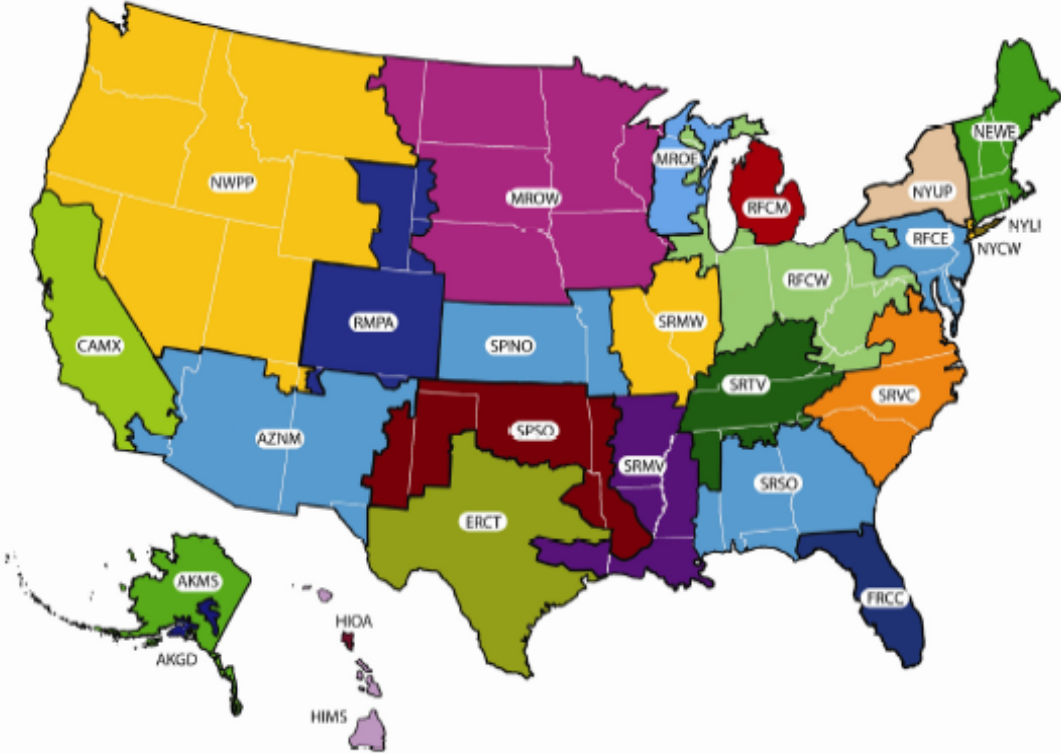 NEWE
MROE
NWPP
NYUP
MROW
RFCM
NYLI
RFCE
NYCW
RFCW
RMPA
SRMW
CAMX
SPNO
SRTV
SRVC
AZNM
SPSO
SRMV
SRSO
ERCT
AKMS
FRCC
HIOA
AKGD
HIMS